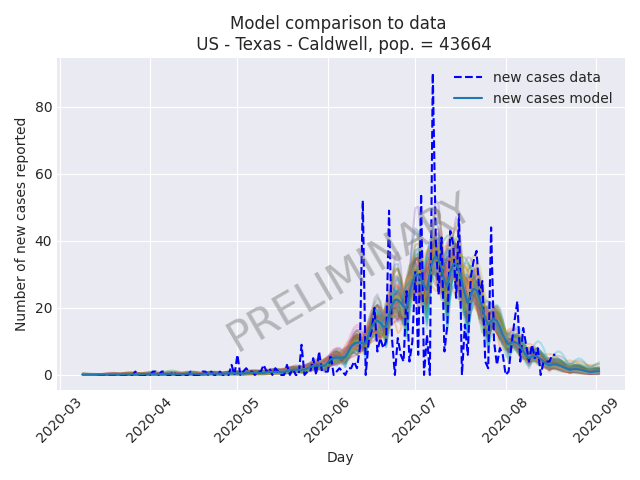 Model comparison to data
US - Texas - Caldwell, pop. = 43664
new cases data
new cases model
PRELIMINARY
Number of new cases reported
80
60
40
20
0
2020-03
2020-04
2020-05
2020-06
2020-07
2020-08
2020-09
Day